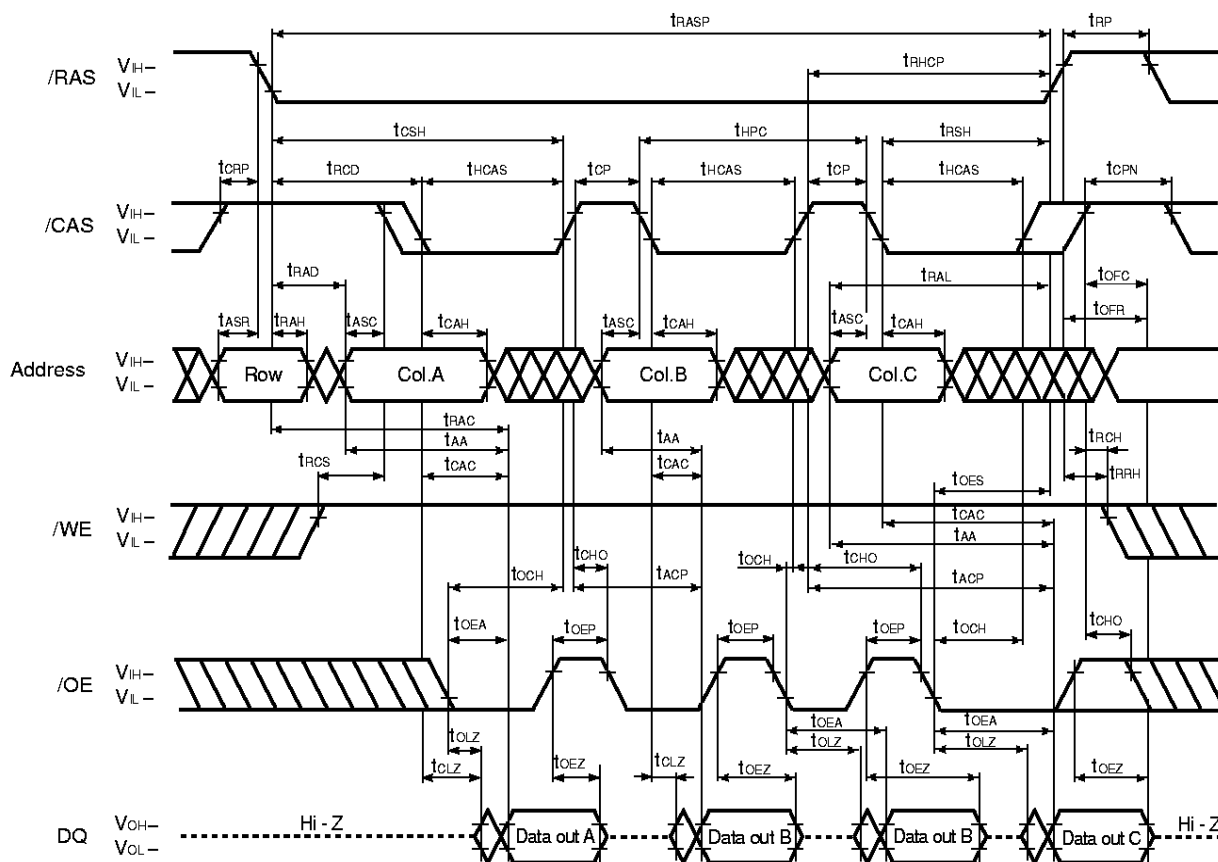 tRASP tRP
/RAS VIH– tRHCP
VIL–
tCSH tHPC tRSH
tCRP tRCD tHCAS tCP tHCAS tCP tHCAS tCPN
/CAS VIH–
VIL–
tRAD tRAL tOFC
tASR tRAH tASC tCAH tASC tCAH tASC tCAH tOFR
Address VIH– Row Col.A Col.B Col.C
VIL–
tRAC
tAA tAA tRCH
tRCS tCAC tCAC tOES tRRH
/WE VIH– tCAC
VIL– tAA
tOCH tCHO tACP tOCH tCHO tACP
tOEA tOEP tOEP tOEP tOCH tCHO
/OE VIH–
VIL–
tOLZ tOEA tOEA
tCLZ tOEZ tCLZ tOEZ tOLZ tOEZ tOLZ tOEZ
DQ VOH– Hi - Z Data out A Data out B Data out B Data out C Hi - Z
VOL–